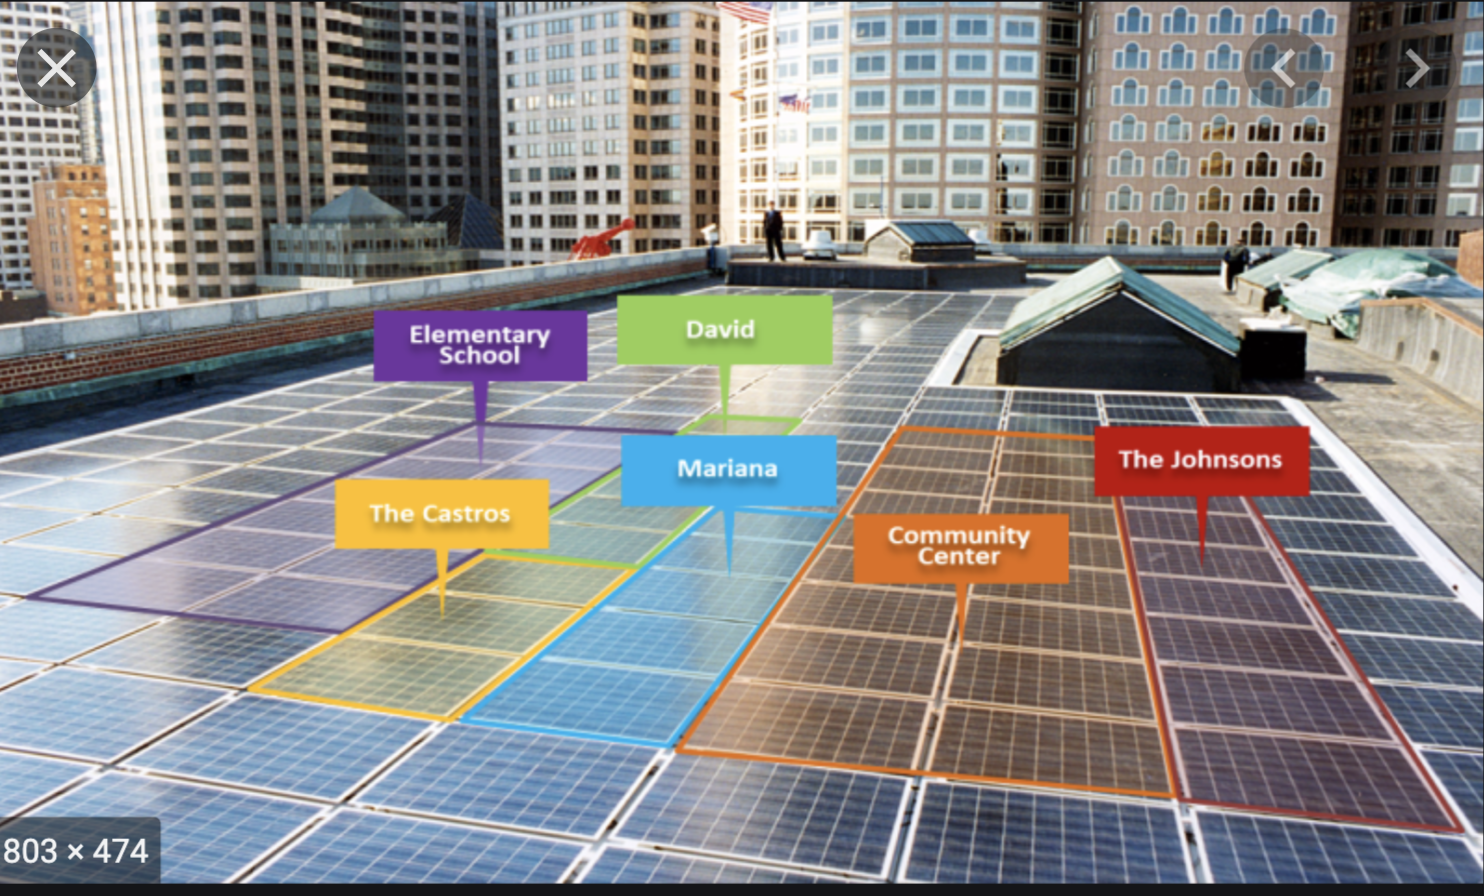 Elementary
School
David
Mariana
The Castros
The Johnsons
Community
Center
803 × 474